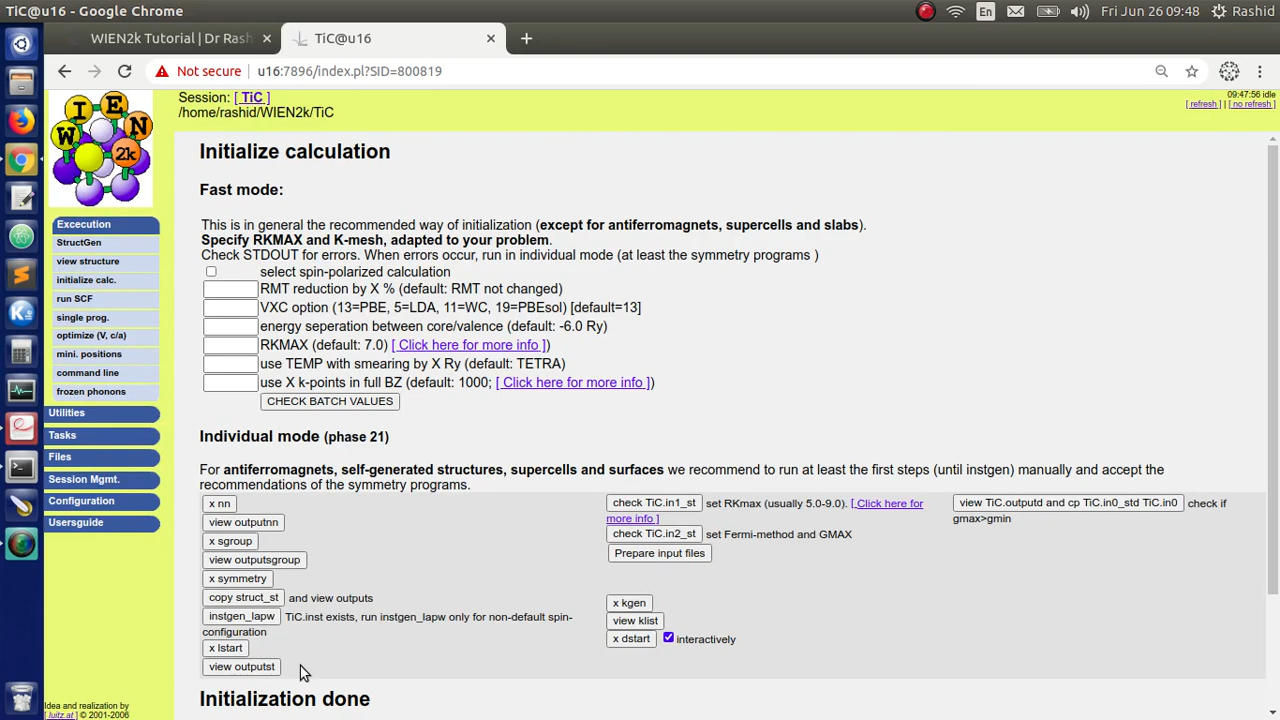 TiC@u16 - Google Chrome
En
Fri Jun 26 09:48
Rashid
WIEN2k Tutorial | Dr Rash
TiC@u16
Not secure
u16:7896/index.pl?SID=800819
WIEN
2k
Session: [ TiC ]
/home/rashid/WIEN2k/TiC
09:47:56 idle
[ refresh ] | [ no refresh ]
Excecution
StructGen
view structure
initialize calc.
run SCF
single prog.
optimize (V, c/a)
mini. positions
command line
frozen phonons
Utilities
Tasks
Files
Session Mgmt.
Configuration
Usersguide
Idea and realization by
[ luitz.at ] © 2001-2006
Initialize calculation
Fast mode:
This is in general the recommended way of initialization (except for antiferromagnets, supercells and slabs).
Specify RKMAX and K-mesh, adapted to your problem.
Check STDOUT for errors. When errors occur, run in individual mode (at least the symmetry programs )
select spin-polarized calculation
RMT reduction by X % (default: RMT not changed)
VXC option (13=PBE, 5=LDA, 11=WC, 19=PBEsol) [default=13]
energy seperation between core/valence (default: -6.0 Ry)
RKMAX (default: 7.0) [ Click here for more info ])
use TEMP with smearing by X Ry (default: TETRA)
use X k-points in full BZ (default: 1000; [ Click here for more info ])
CHECK BATCH VALUES
Individual mode (phase 21)
For antiferromagnets, self-generated structures, supercells and surfaces we recommend to run at least the first steps (until instgen) manually and accept the
recommendations of the symmetry programs.
x nn
view outputnn
x sgroup
view outputsgroup
x symmetry
copy struct_st and view outputs
instgen_lapw TiC.inst exists, run instgen_lapw only for non-default spin-
configuration
x lstart
view outputst
check TiC.in1_st set RKmax (usually 5.0-9.0). [ Click here for
more info ]
check TiC.in2_st set Fermi-method and GMAX
Prepare input files
x kgen
view klist
x dstart interactively
view TiC.outputd and cp TiC.in0_std TiC.in0 check if
gmax>gmin
Initialization done